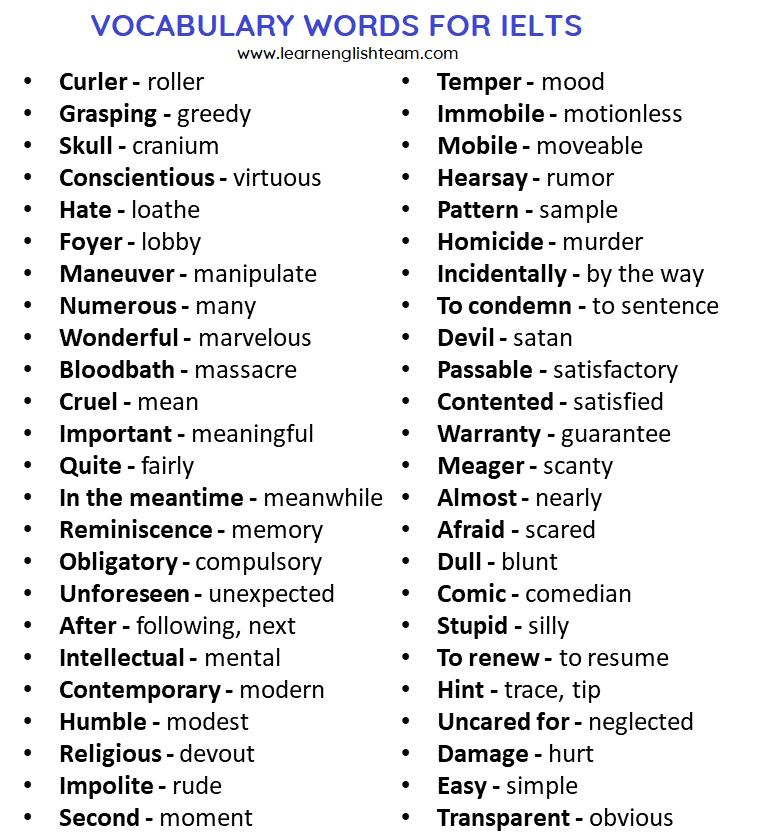 VOCABULARY WORDS FOR IELTS
www.learnenglishteam.com
• Curler - roller
• Grasping - greedy
• Skull - cranium
• Conscientious - virtuous
• Hate - loathe
• Foyer - lobby
• Maneuver - manipulate
• Numerous - many
• Wonderful - marvelous
• Bloodbath - massacre
• Cruel - mean
• Important - meaningful
• Quite - fairly
• In the meantime - meanwhile
• Reminiscence - memory
• Obligatory - compulsory
• Unforeseen - unexpected
• After - following, next
• Intellectual - mental
• Contemporary - modern
• Humble - modest
• Religious - devout
• Impolite - rude
• Second - moment
• Temper - mood
• Immobile - motionless
• Mobile - moveable
• Hearsay - rumor
• Pattern - sample
• Homicide - murder
• Incidentally - by the way
• To condemn - to sentence
• Devil - satan
• Passable - satisfactory
• Contented - satisfied
• Warranty - guarantee
• Meager - scanty
• Almost - nearly
• Afraid - scared
• Dull - blunt
• Comic - comedian
• Stupid - silly
• To renew - to resume
• Hint - trace, tip
• Uncared for - neglected
• Damage - hurt
• Easy - simple
• Transparent - obvious